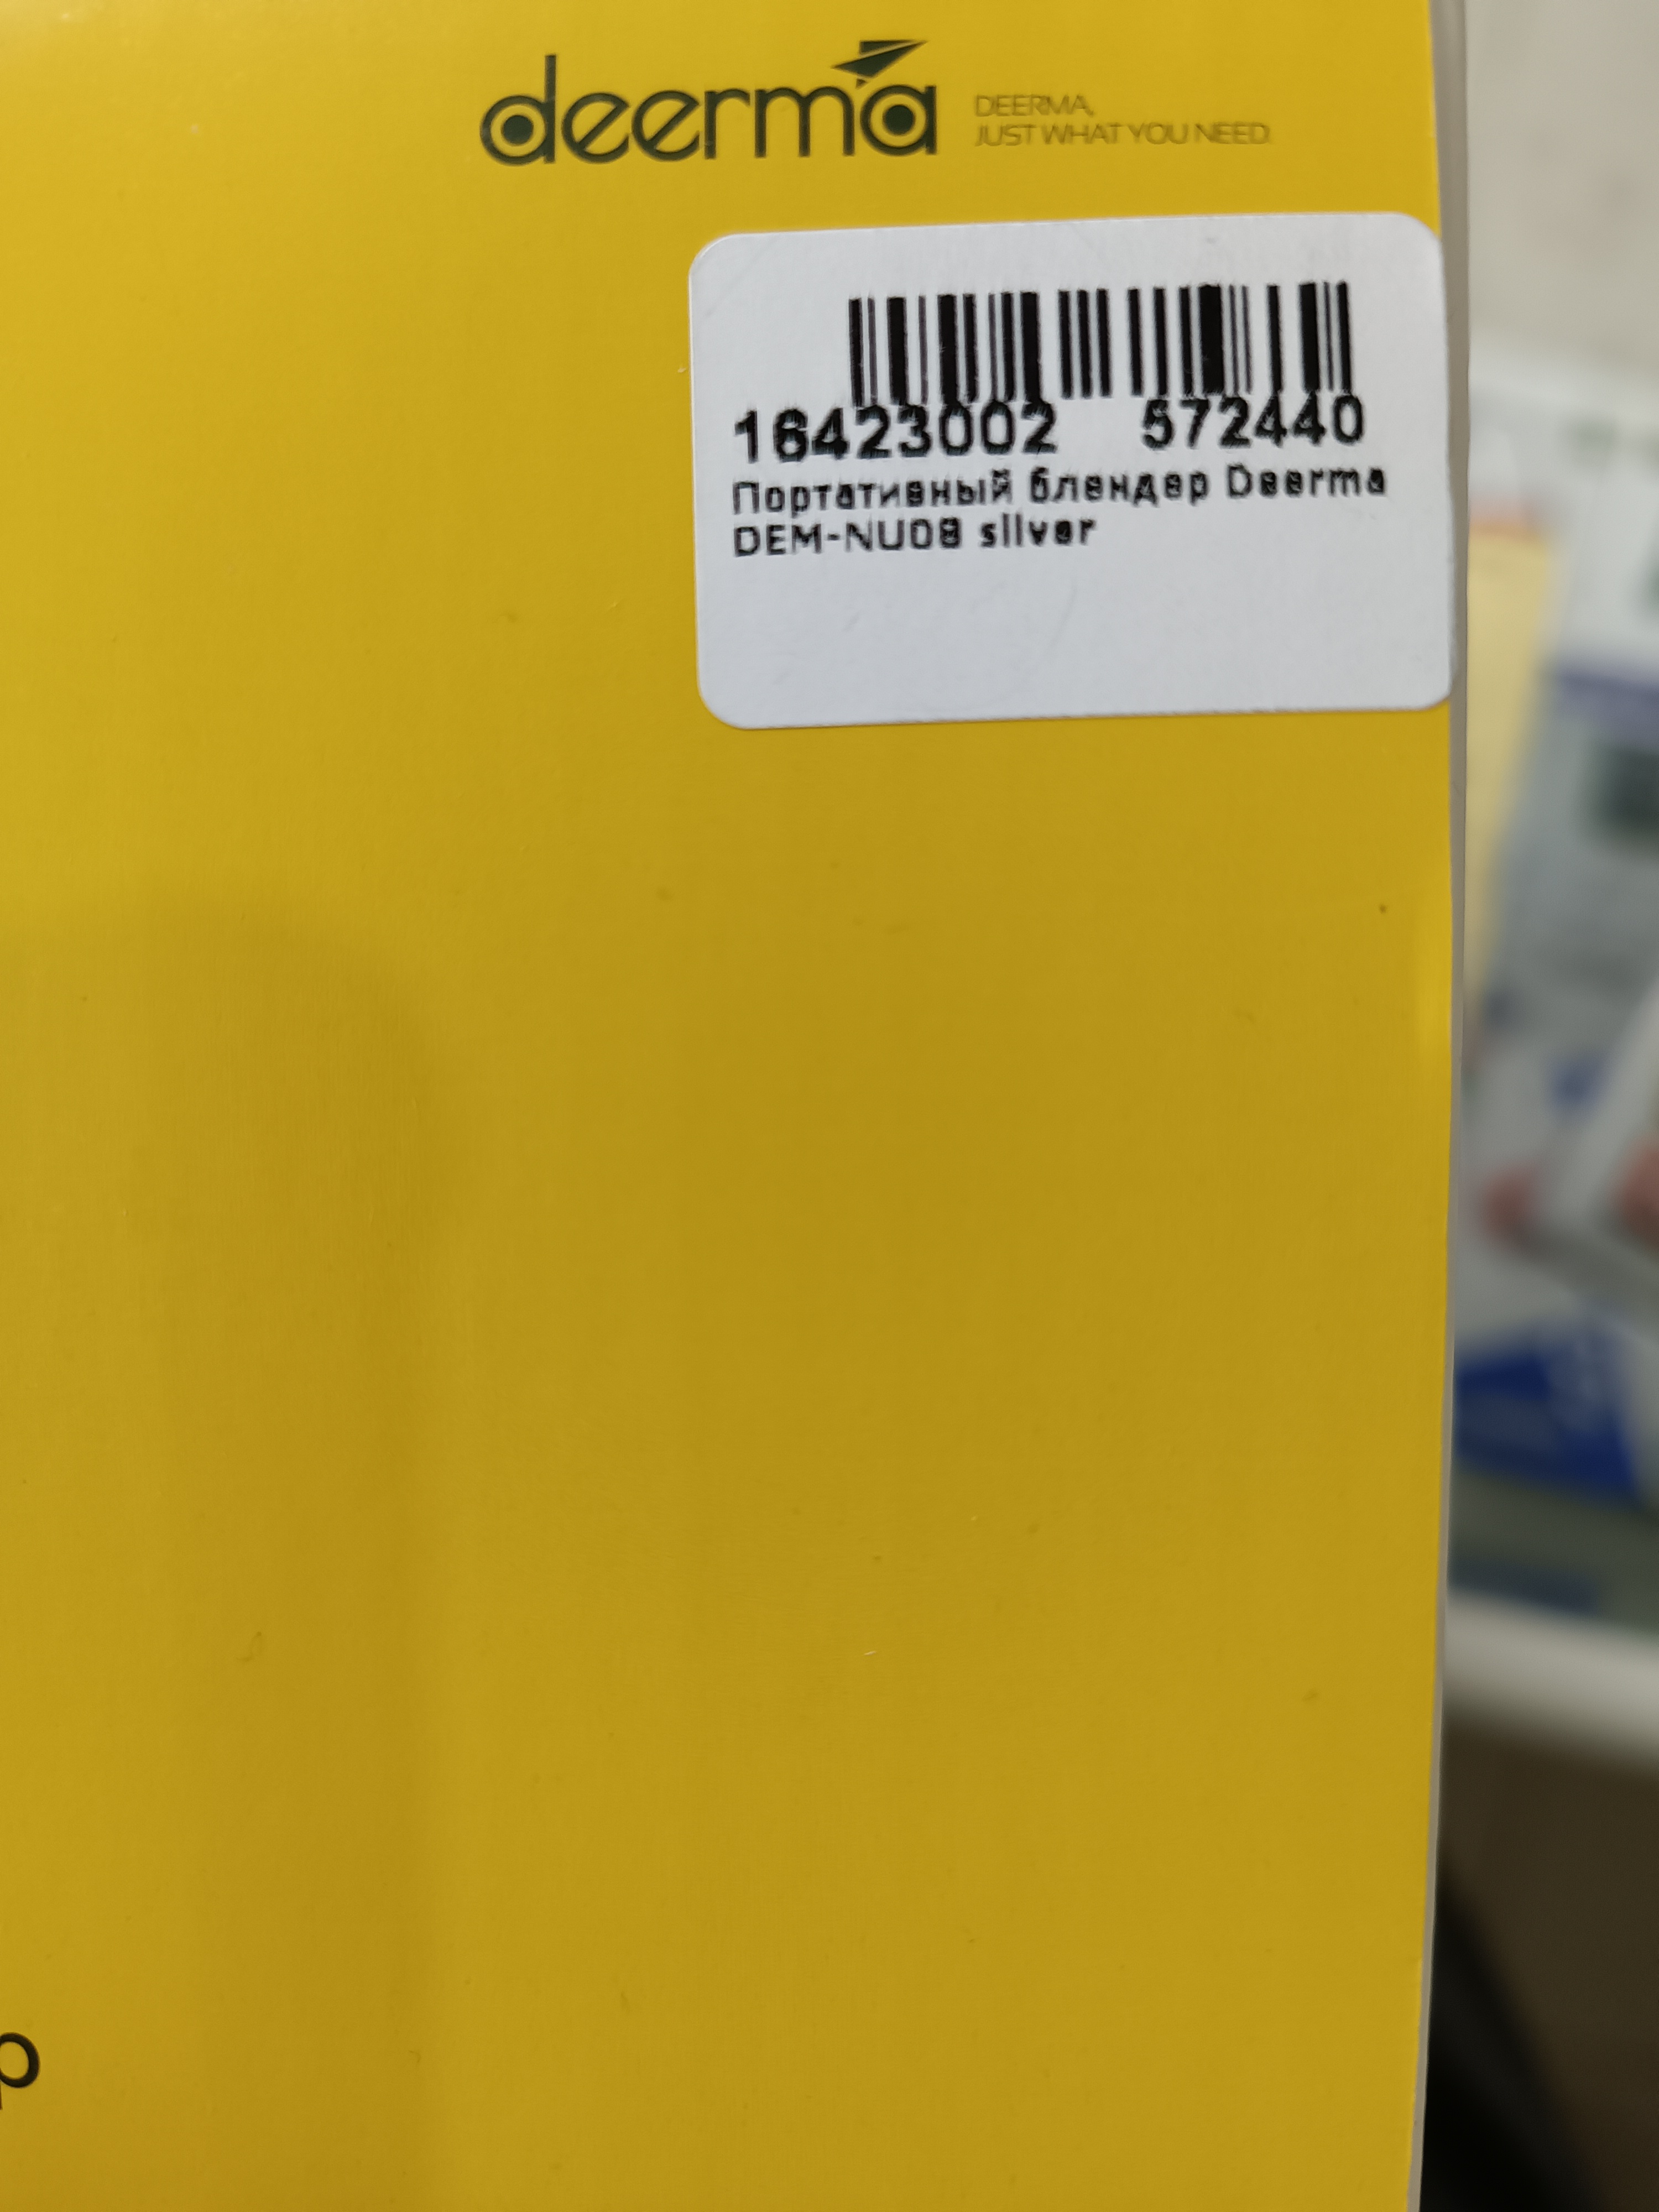 deerma
DEERMA,
JUST WHAT YOU NEED
16423002 572440
Портативный блендер Deerma
DEM-NU08 silver
р